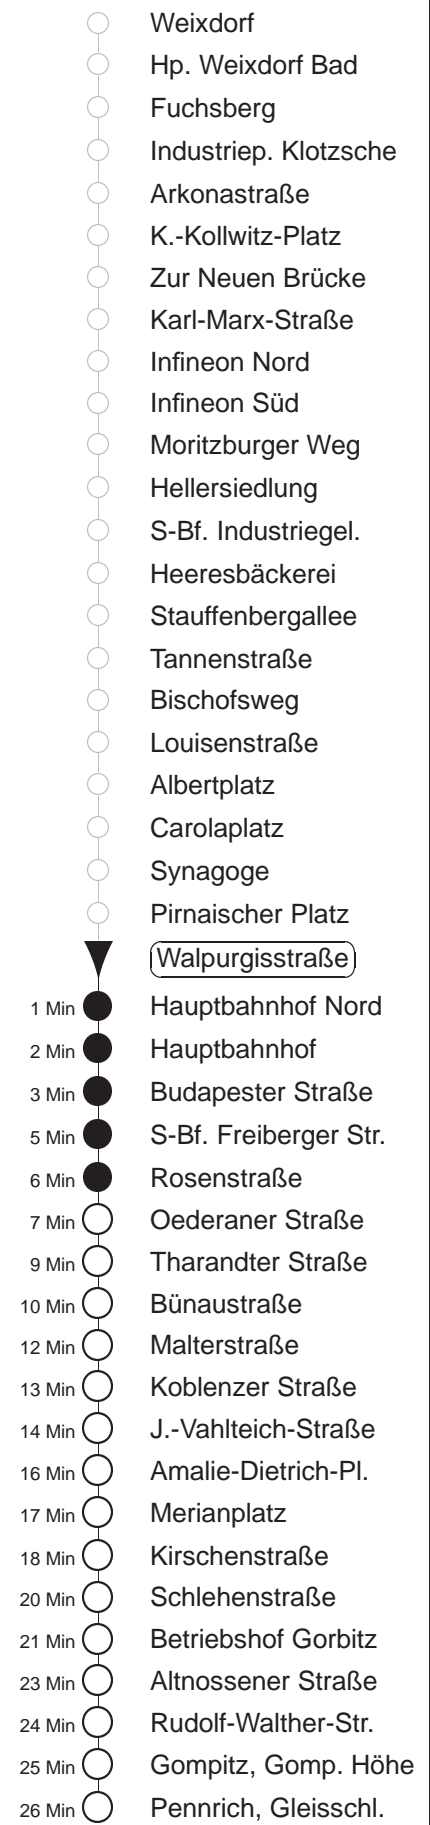 Weixdorf
Hp. Weixdorf Bad
Fuchsberg
Industriep. Klotzsche
Arkonastraße
K.-Kollwitz-Platz
Zur Neuen Brücke
Karl-Marx-Straße
Infineon Nord
Infineon Süd
Moritzburger Weg
Hellersiedlung
S-Bf. Industriegel.
Heeresbäckerei
Stauffenbergallee
Tannenstraße
Bischofsweg
Louisenstraße
Albertplatz
Carolaplatz
Synagoge
Pirnaischer Platz
Walpurgisstraße
1 Min Hauptbahnhof Nord
2 Min Hauptbahnhof
3 Min Budapester Straße
5 Min S-Bf. Freiberger Str.
6 Min Rosenstraße
7 Min Oederaner Straße
9 Min Tharandter Straße
10 Min Bünaustraße
12 Min Malterstraße
13 Min Koblenzer Straße
14 Min J.-Vahlteich-Straße
16 Min Amalie-Dietrich-Pl.
17 Min Merianplatz
18 Min Kirschenstraße
20 Min Schlehenstraße
21 Min Betriebshof Gorbitz
23 Min Altnossener Straße
24 Min Rudolf-Walther-Str.
25 Min Gompitz, Gomp. Höhe
26 Min Pennrich, Gleisschl.